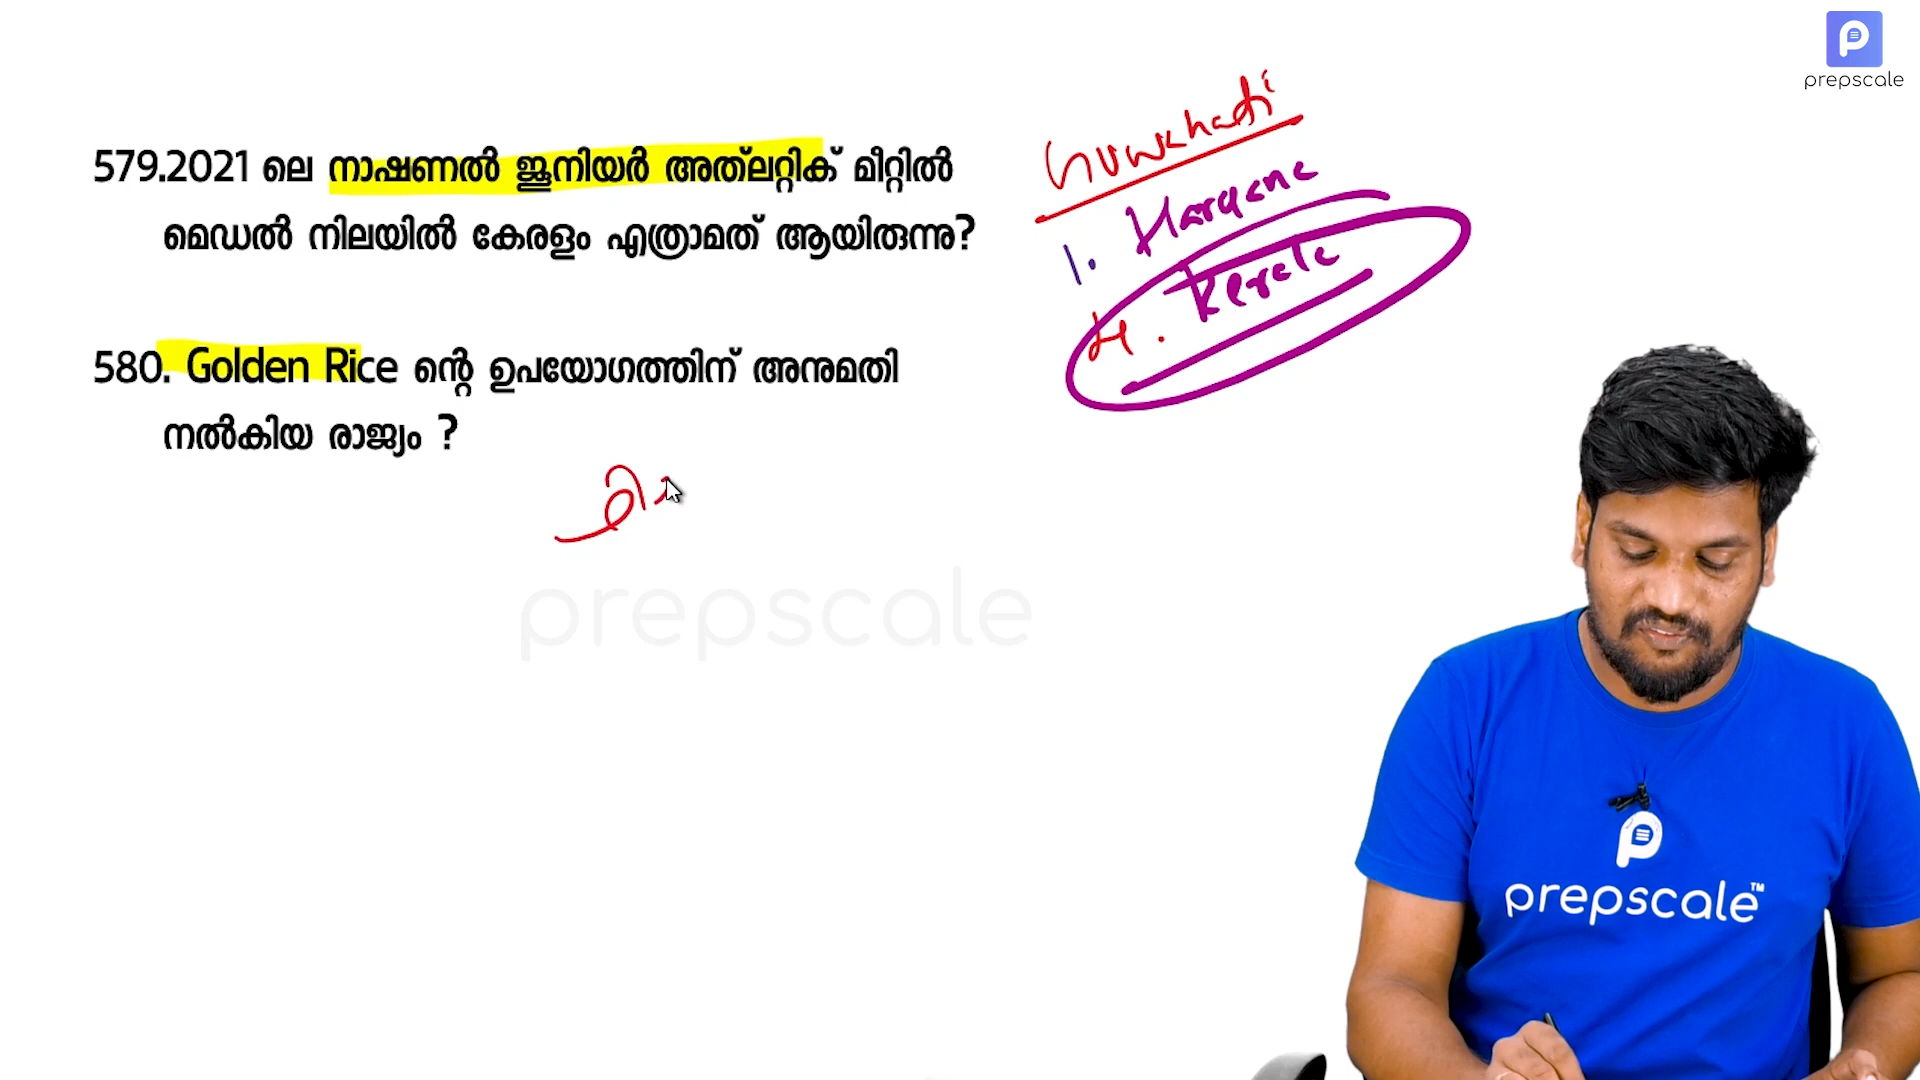 prepscale
579.2021 ലെ നാഷണൽ ജൂനിയർ അത്‌ലറ്റിക് മീറ്റിൽ
മെഡൽ നിലയിൽ കേരളം എത്രാമത് ആയിരുന്നു?
Guwahati
1. Haryana
4. Kerala
580. Golden Rice ന്റെ ഉപയോഗത്തിന് അനുമതി
നൽകിയ രാജ്യം ?
prepscale
prepscale™